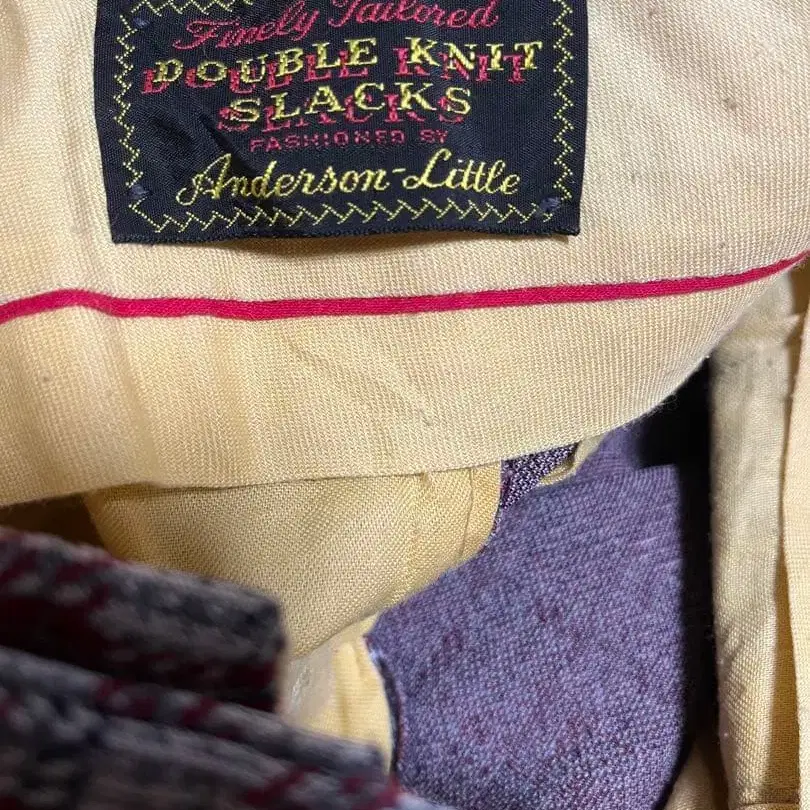 Finely Tailored
DOUBLE KNIT
SLACKS
FASHIONED BY
Anderson-Little